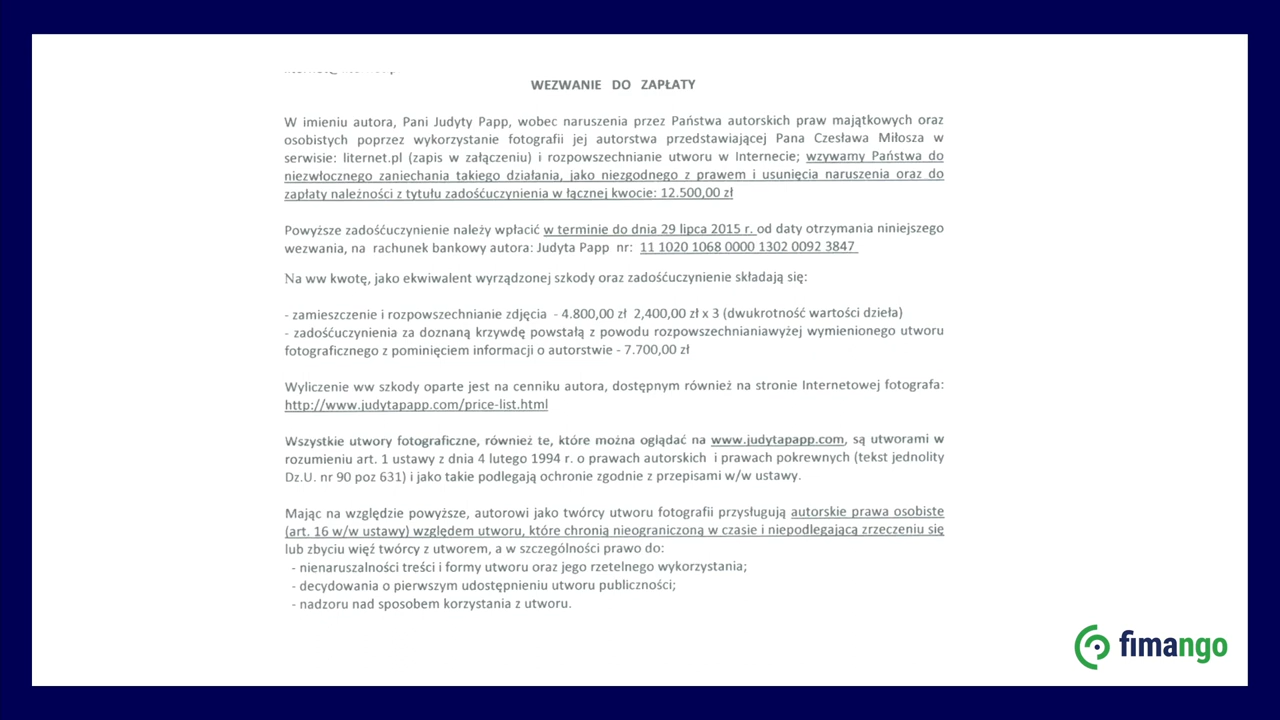 WEZWANIE DO ZAPŁATY
W imieniu autora, Pani Judyty Papp, wobec naruszenia przez Państwa autorskich praw majątkowych oraz
osobistych poprzez wykorzystanie fotografii jej autorstwa przedstawiającej Pana Czesława Miłosza w
serwisie: liternet.pl (zapis w załączeniu) i rozpowszechnianie utworu w Internecie; wzywamy Państwa do
niezwłocznego zaniechania takiego działania, jako niezgodnego z prawem i usunięcia naruszenia oraz do
zapłaty należności z tytułu zadośćuczynienia w łącznej kwocie: 12.500,00 zł
Powyższe zadośćuczynienie należy wpłacić w terminie do dnia 29 lipca 2015 r. od daty otrzymania niniejszego
wezwania, na rachunek bankowy autora: Judyta Papp nr: 11 1020 1068 0000 1302 0092 3847
Na ww kwotę, jako ekwiwalent wyrządzonej szkody oraz zadośćuczynienie składają się:
- zamieszczenie i rozpowszechnianie zdjęcia - 4.800,00 zł 2,400,00 zł x 3 (dwukrotność wartości dzieła)
- zadośćuczynienia za doznaną krzywdę powstałą z powodu rozpowszechnianiawyżej wymienionego utworu
fotograficznego z pominięciem informacji o autorstwie - 7.700,00 zł
Wyliczenie ww szkody oparte jest na cenniku autora, dostępnym również na stronie Internetowej fotografa:
http://www.judytapapp.com/price-list.html
Wszystkie utwory fotograficzne, również te, które można oglądać na www.judytapapp.com, są utworami w
rozumieniu art. 1 ustawy z dnia 4 lutego 1994 r. o prawach autorskich i prawach pokrewnych (tekst jednolity
Dz.U. nr 90 poz 631) i jako takie podlegają ochronie zgodnie z przepisami w/w ustawy.
Mając na względzie powyższe, autorowi jako twórcy utworu fotografii przysługują autorskie prawa osobiste
(art. 16 w/w ustawy) względem utworu, które chronią nieograniczoną w czasie i niepodlegającą zrzeczeniu się
lub zbyciu więź twórcy z utworem, a w szczególności prawo do:
- nienaruszalności treści i formy utworu oraz jego rzetelnego wykorzystania;
- decydowania o pierwszym udostępnieniu utworu publiczności;
- nadzoru nad sposobem korzystania z utworu.
fimango